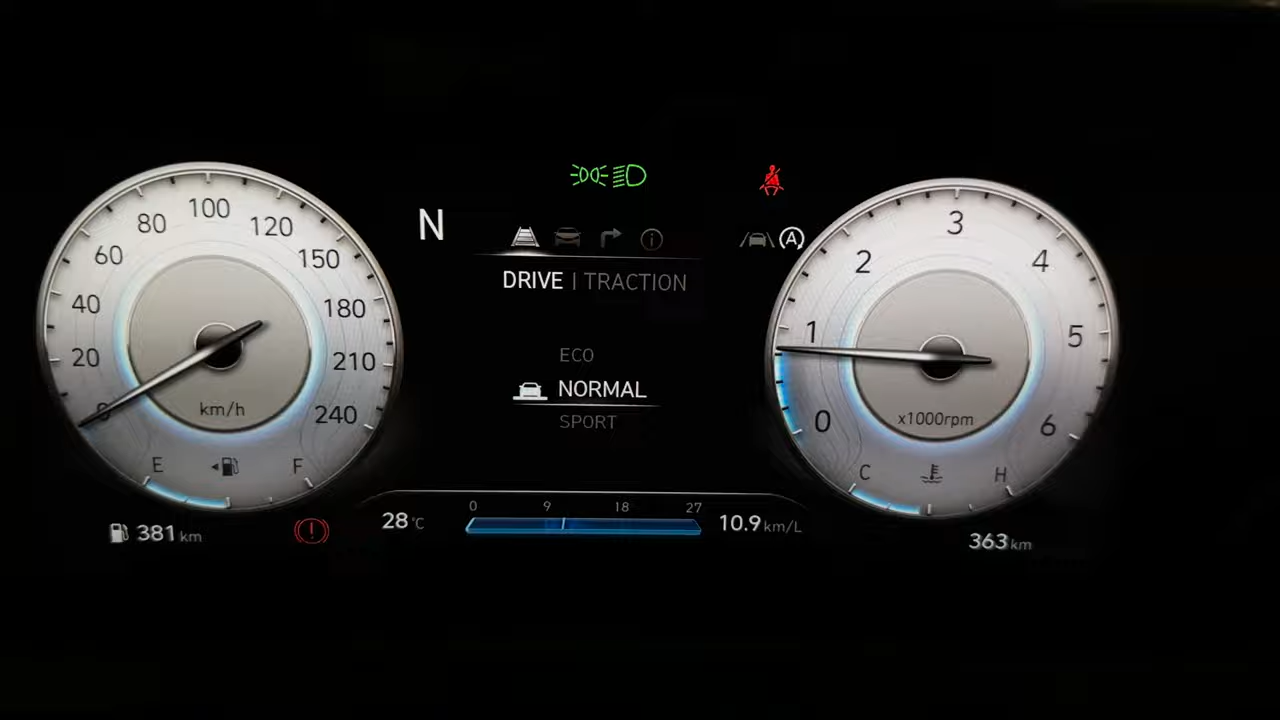 100
80
120
60
150
40
180
20
210
0
240
km/h
E
F
381 km
N
DRIVE | TRACTION
ECO
NORMAL
SPORT
0 9 18 27
28 °C
10.9 km/L
A
3
2
4
1
5
0
6
x1000rpm
C
H
363 km